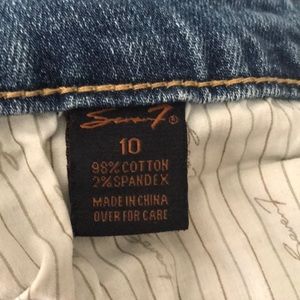 Seven7®
10
98% COTTON
2% SPANDEX
MADE IN CHINA
OVER FOR CARE